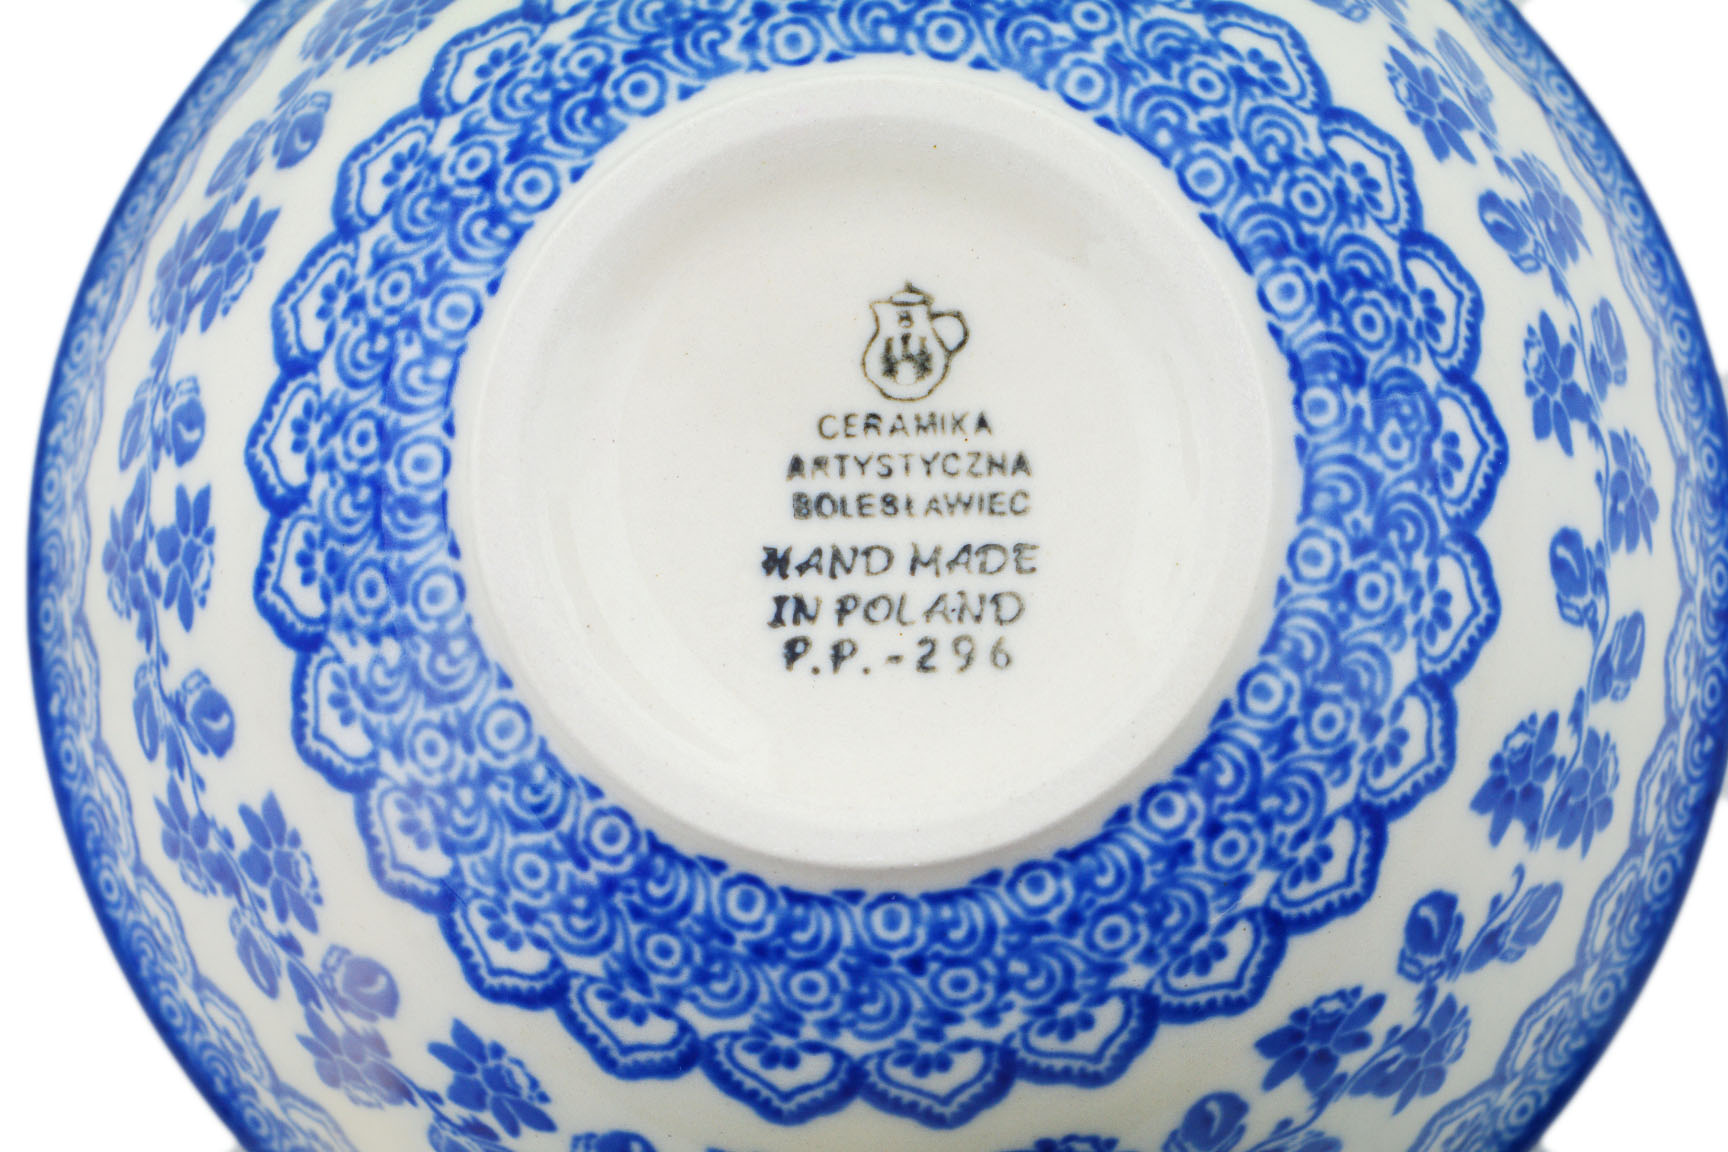 B
CERAMIKA
ARTYSTYCZNA
BOLESŁAWIEC
HAND MADE
IN POLAND
P.P.-296